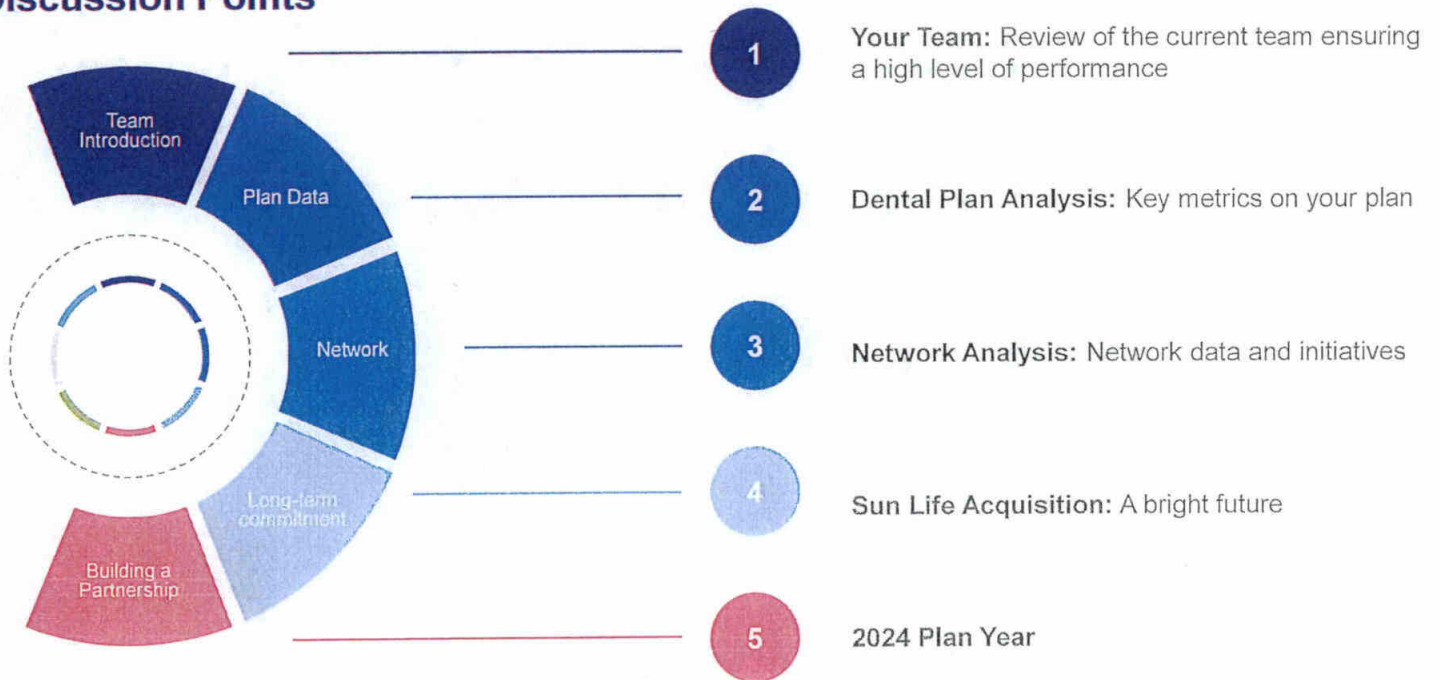 Discussion Points
Team
Introduction
Plan Data
Network
Long-term
commitment
Building a
Partnership
1
Your Team: Review of the current team ensuring
a high level of performance
2
Dental Plan Analysis: Key metrics on your plan
3
Network Analysis: Network data and initiatives
4
Sun Life Acquisition: A bright future
5
2024 Plan Year